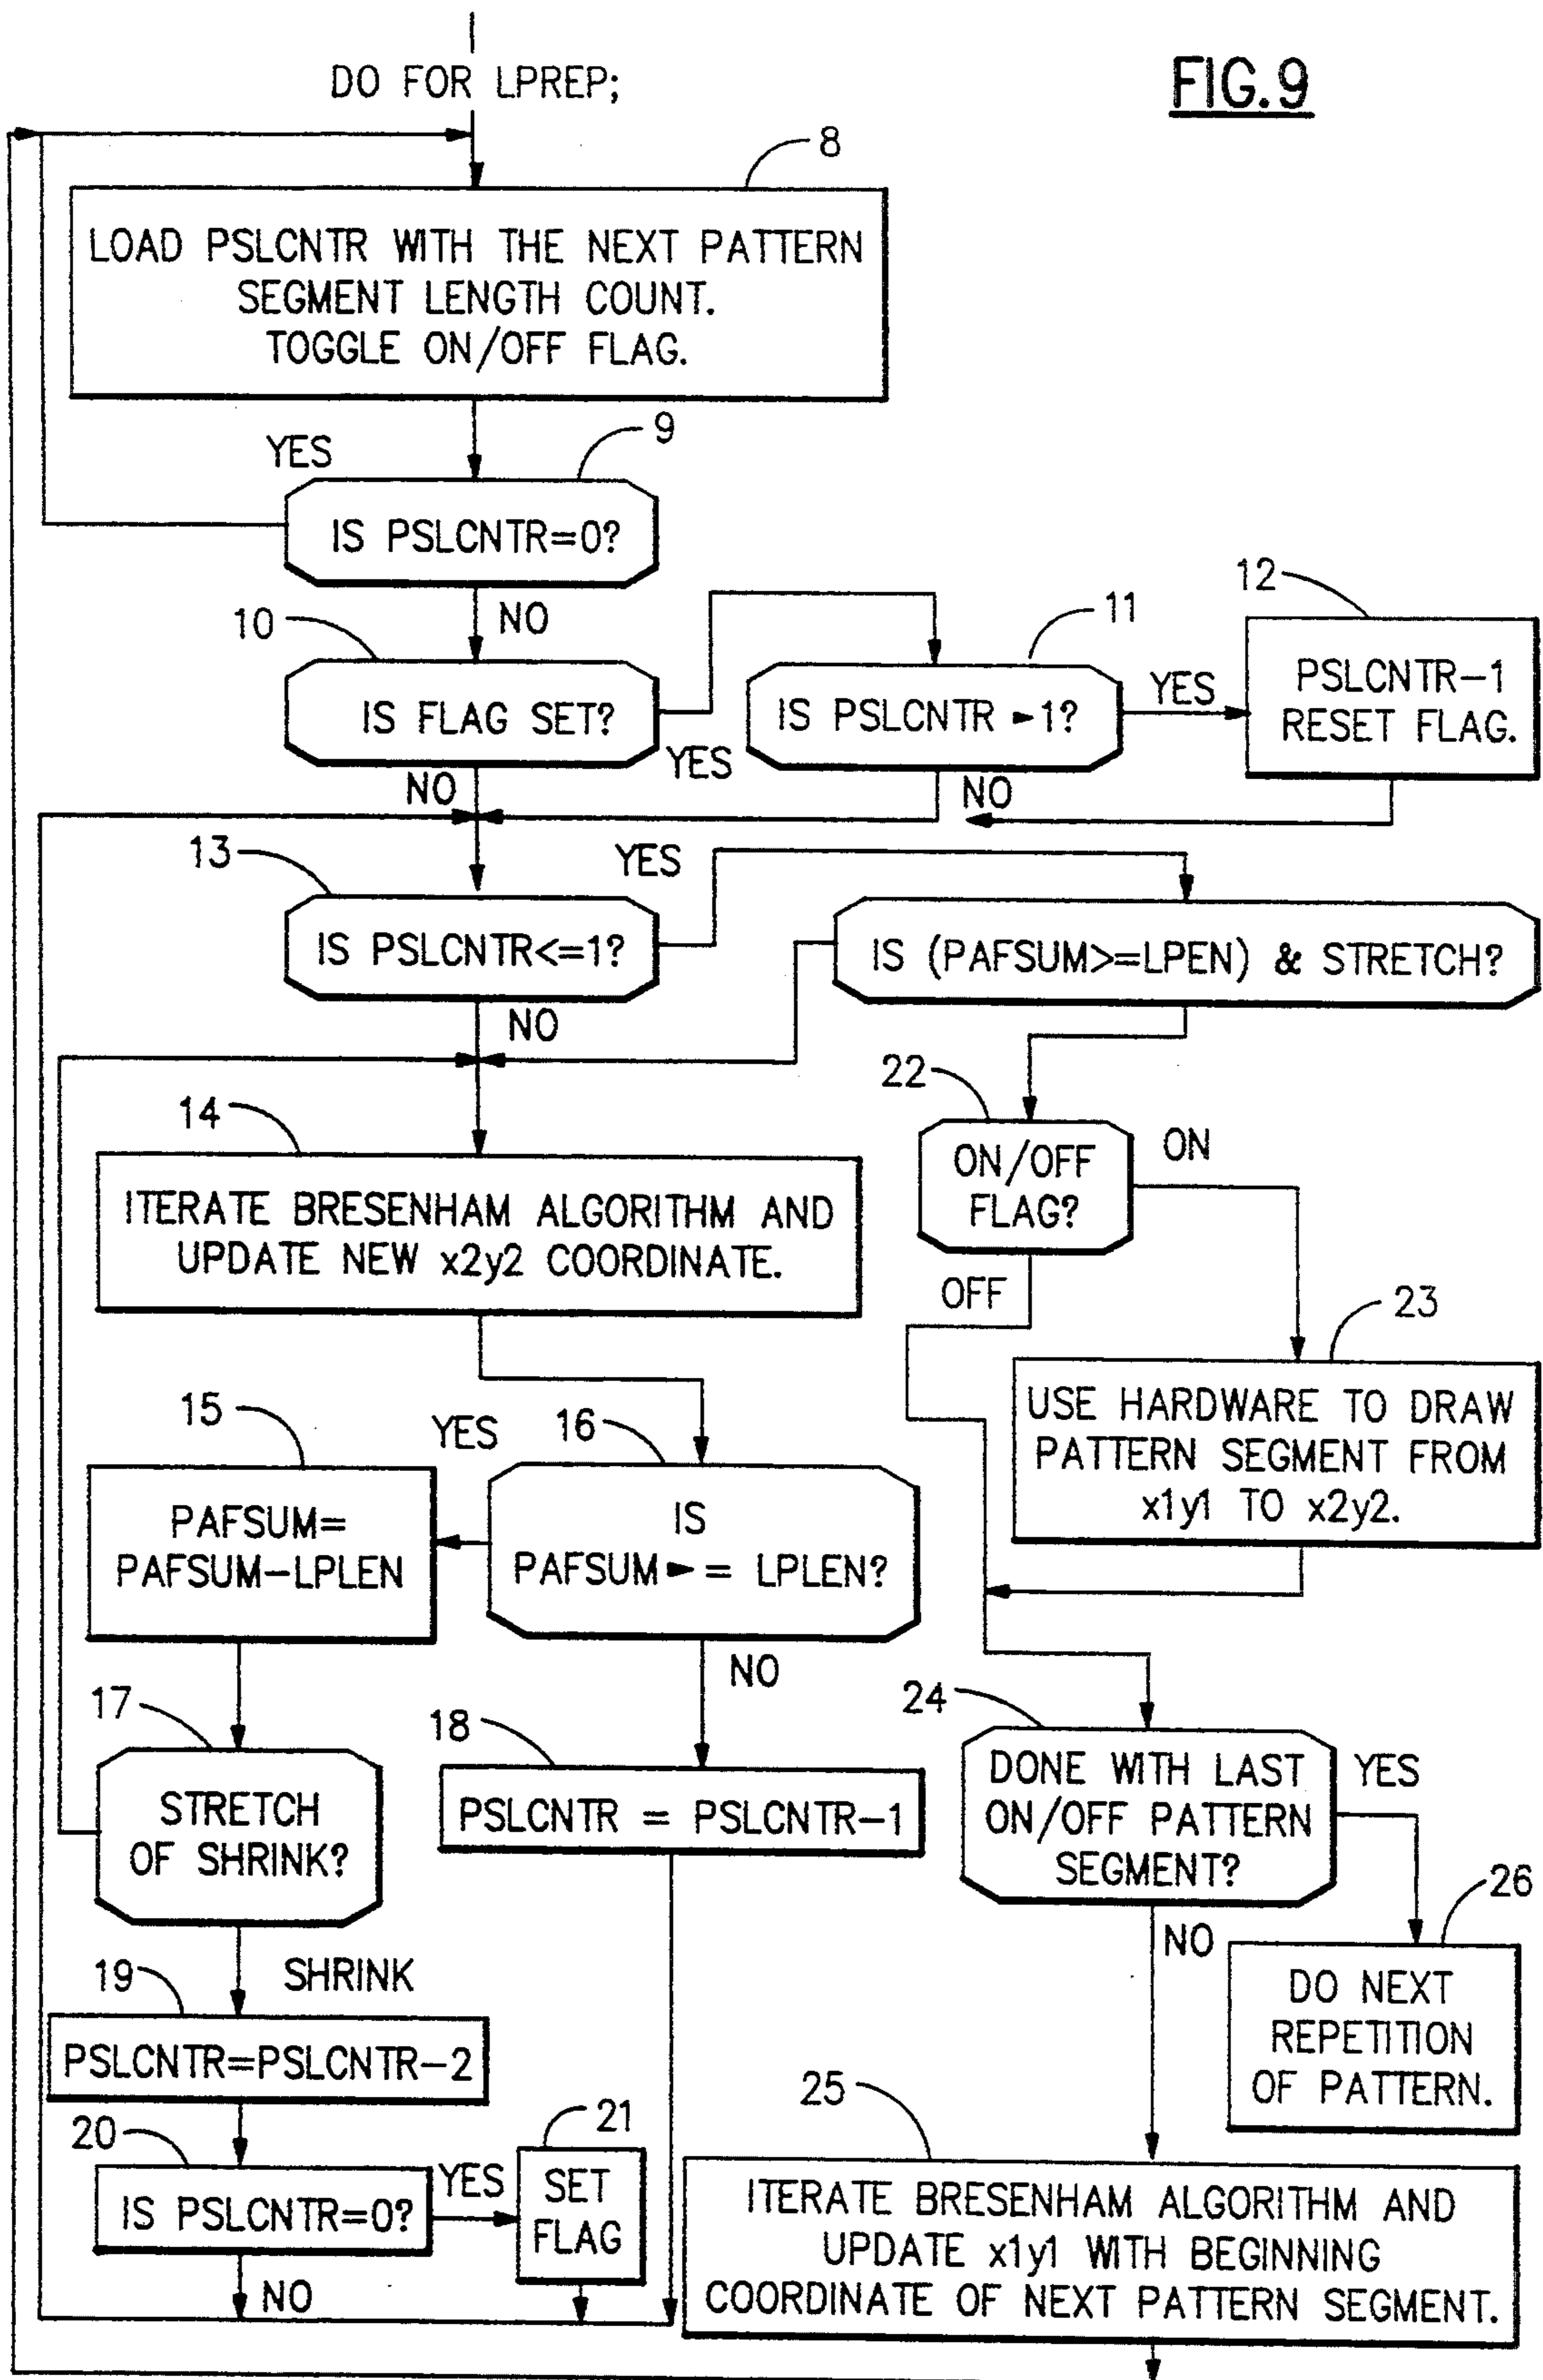 DO FOR LPREP;
FIG.9
8
LOAD PSLCNTR WITH THE NEXT PATTERN
SEGMENT LENGTH COUNT.
TOGGLE ON/OFF FLAG.
YES
9
IS PSLCNTR=0?
NO
10
IS FLAG SET?
YES
11
IS PSLCNTR ►1?
YES
12
PSLCNTR-1
RESET FLAG.
NO
NO
13
YES
IS PSLCNTR<=1?
IS (PAFSUM>=LPEN) & STRETCH?
NO
14
ITERATE BRESENHAM ALGORITHM AND
UPDATE NEW x2y2 COORDINATE.
22
ON/OFF
FLAG?
ON
OFF
23
USE HARDWARE TO DRAW
PATTERN SEGMENT FROM
x1y1 TO x2y2.
15
YES
16
PAFSUM=
PAFSUM-LPLEN
IS
PAFSUM►= LPLEN?
NO
17
STRETCH
OF SHRINK?
18
PSLCNTR = PSLCNTR-1
24
DONE WITH LAST
ON/OFF PATTERN
SEGMENT?
YES
NO
26
DO NEXT
REPETITION
OF PATTERN.
SHRINK
19
PSLCNTR=PSLCNTR-2
20
IS PSLCNTR=0?
YES
21
SET
FLAG
NO
25
ITERATE BRESENHAM ALGORITHM AND
UPDATE x1y1 WITH BEGINNING
COORDINATE OF NEXT PATTERN SEGMENT.